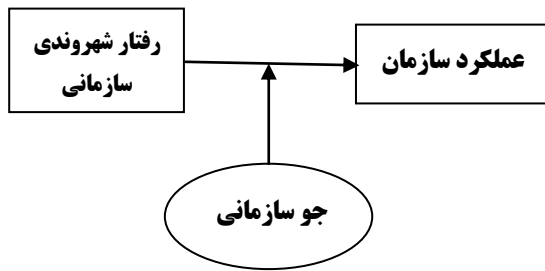 رفتار شهروندی
سازمانی
عملکرد سازمان
جو سازمانی